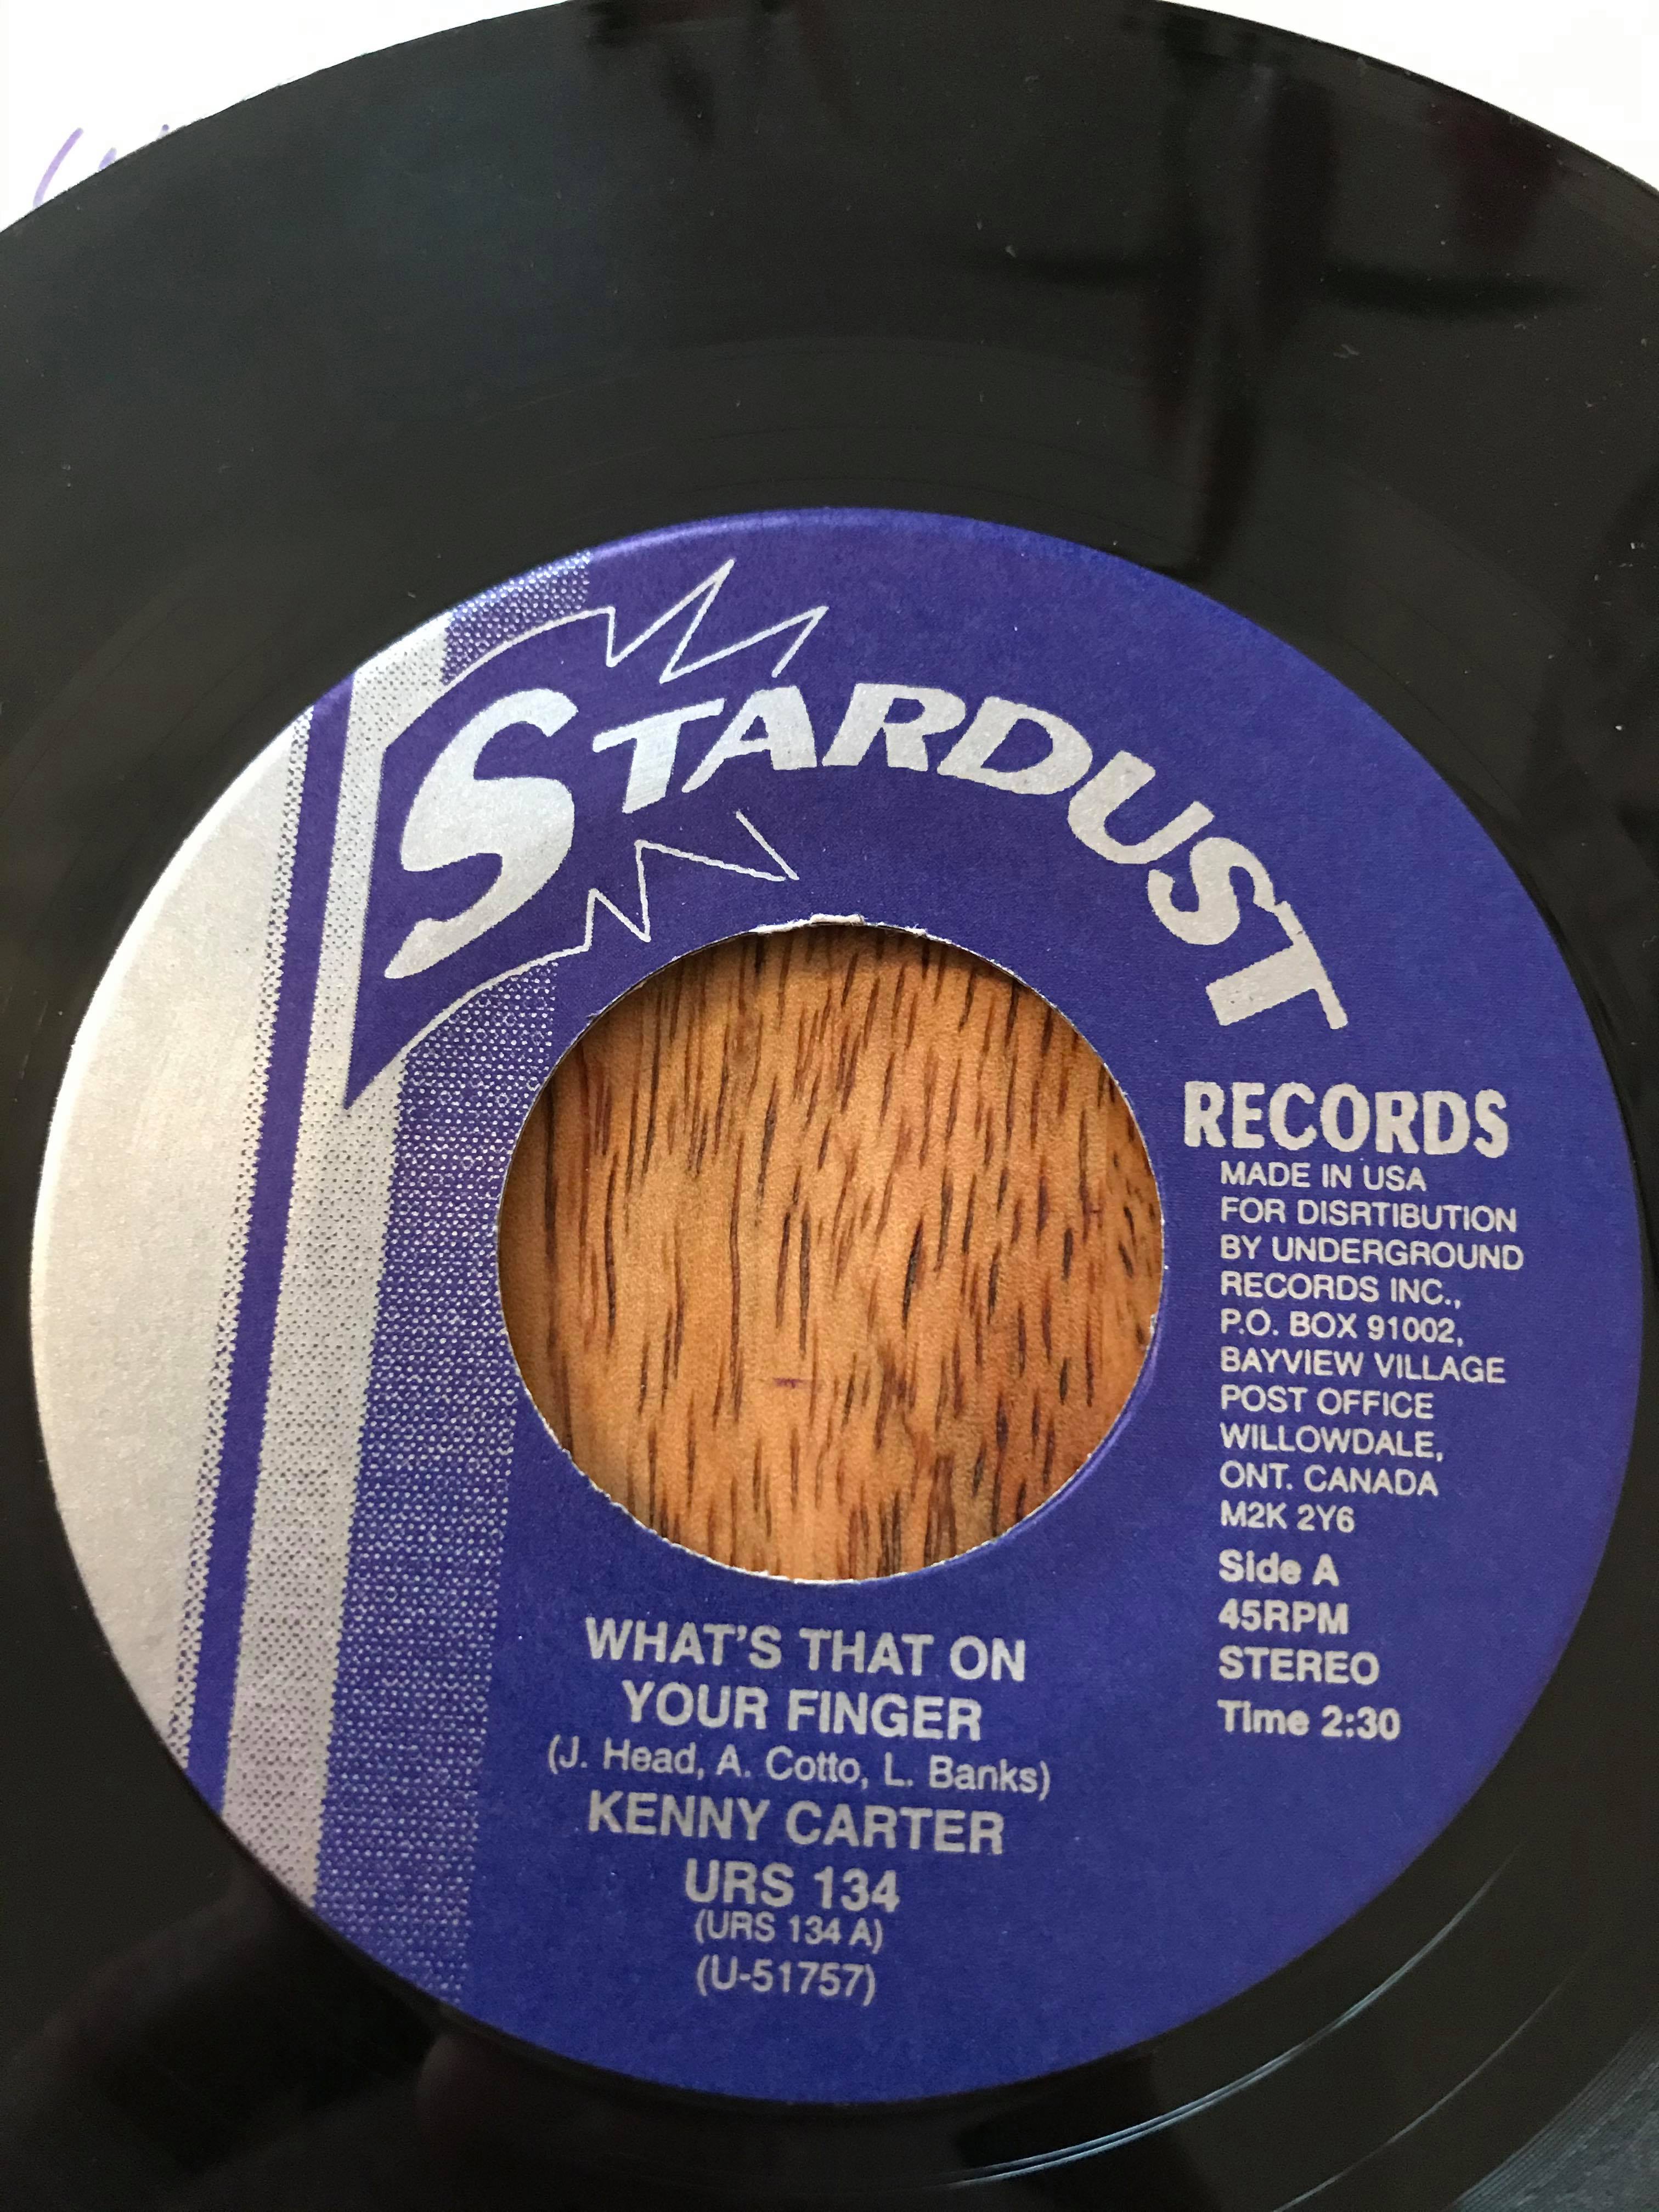 STARDUST
RECORDS
MADE IN USA
FOR DISRTIBUTION
BY UNDERGROUND
RECORDS INC.,
P.O. BOX 91002,
BAYVIEW VILLAGE
POST OFFICE
WILLOWDALE,
ONT. CANADA
M2K 2Y6
Side A
45RPM
STEREO
Time 2:30
WHAT'S THAT ON
YOUR FINGER
(J. Head, A. Cotto, L. Banks)
KENNY CARTER
URS 134
(URS 134 A)
(U-51757)